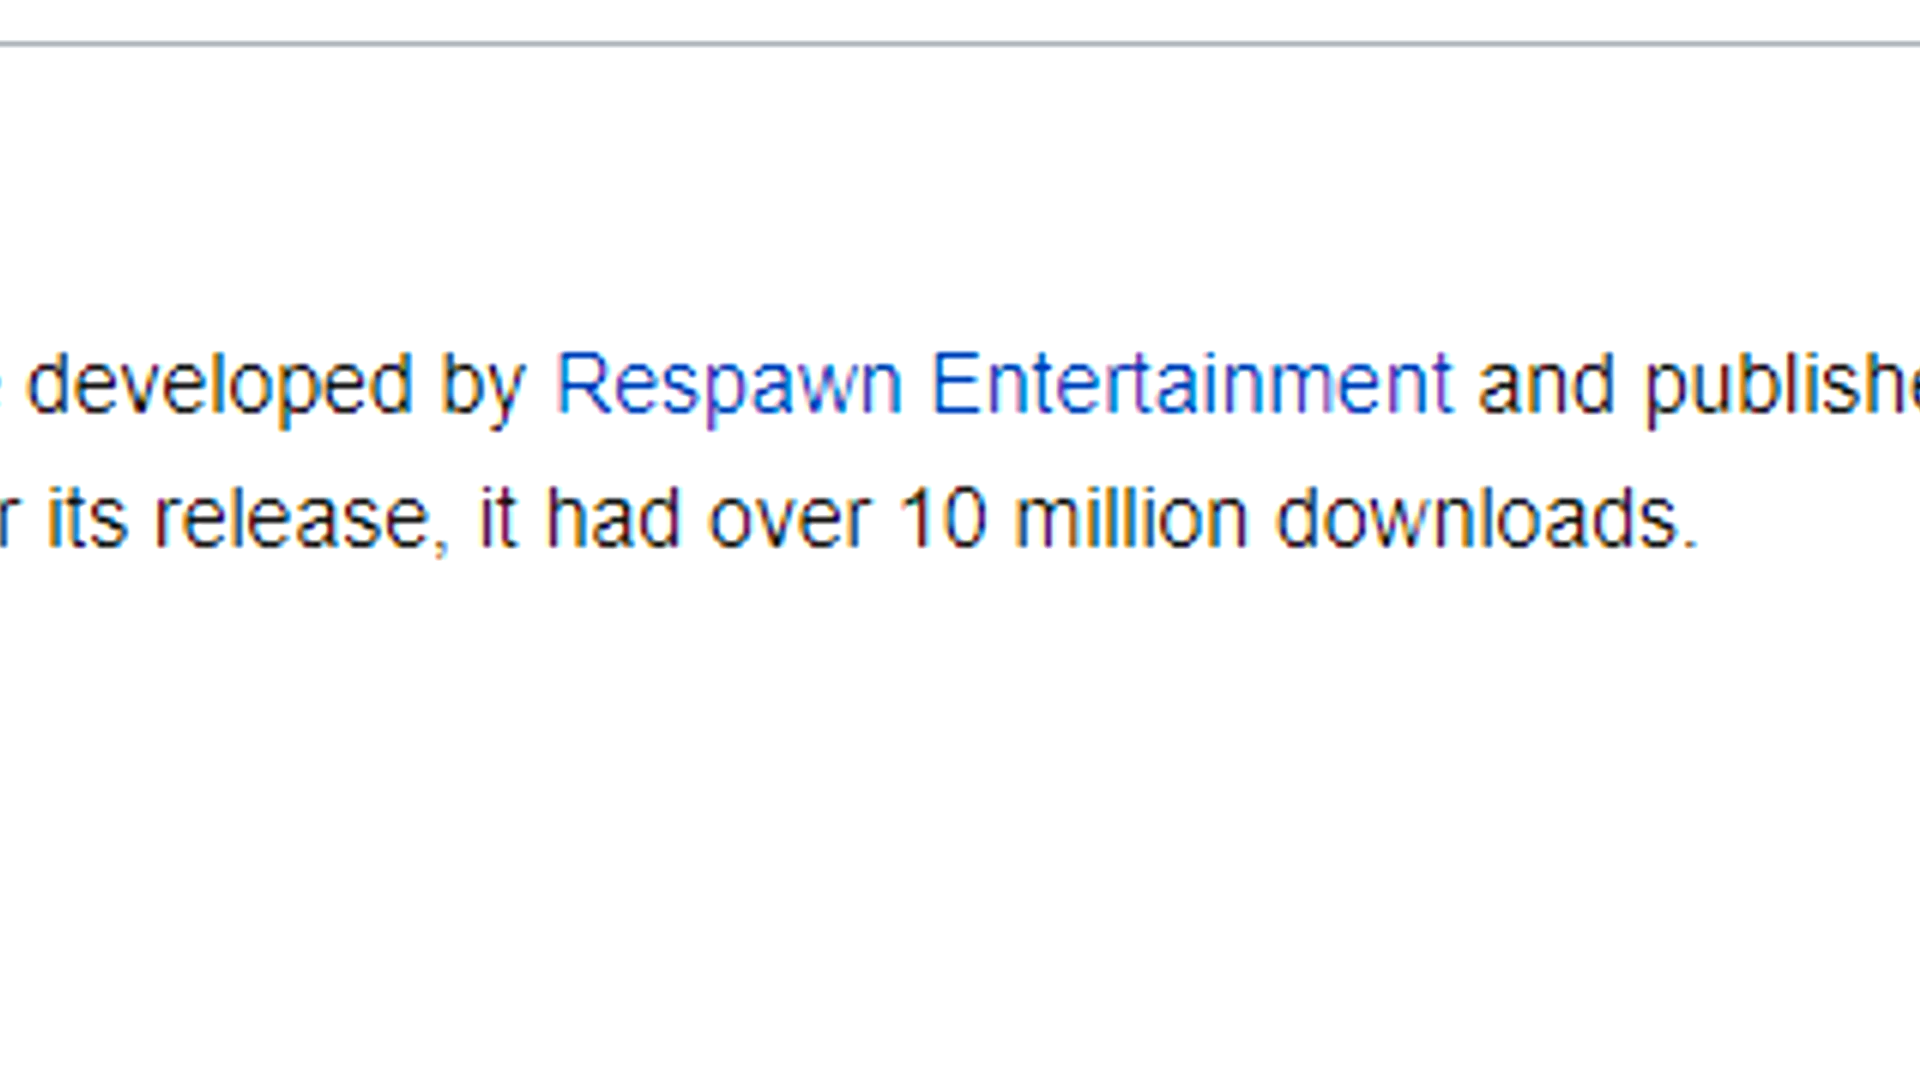 developed by Respawn Entertainment and publishe
r its release, it had over 10 million downloads.